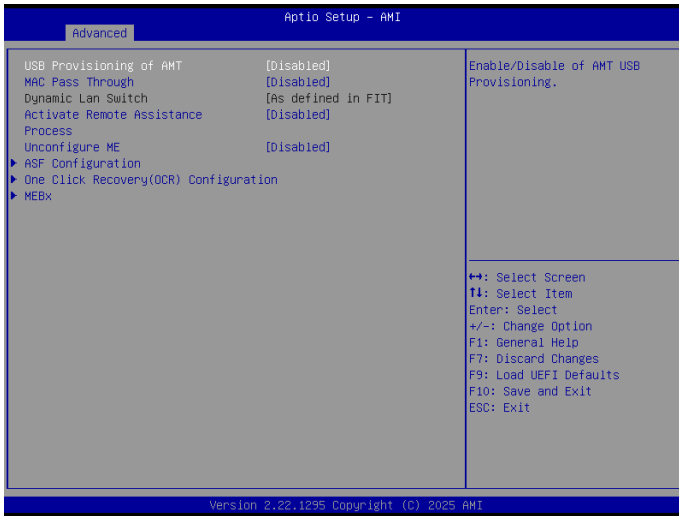 Aptio Setup - AMI
Advanced
USB Provisioning of AMT [Disabled]
MAC Pass Through [Disabled]
Dynamic Lan Switch [As defined in FIT]
Activate Remote Assistance [Disabled]
Process
Unconfigure ME [Disabled]
ASF Configuration
One Click Recovery(OCR) Configuration
MEBx
Enable/Disable of AMT USB
Provisioning.
↔: Select Screen
↑↓: Select Item
Enter: Select
+/-: Change Option
F1: General Help
F7: Discard Changes
F9: Load UEFI Defaults
F10: Save and Exit
ESC: Exit
Version 2.22.1295 Copyright (C) 2025 AMI